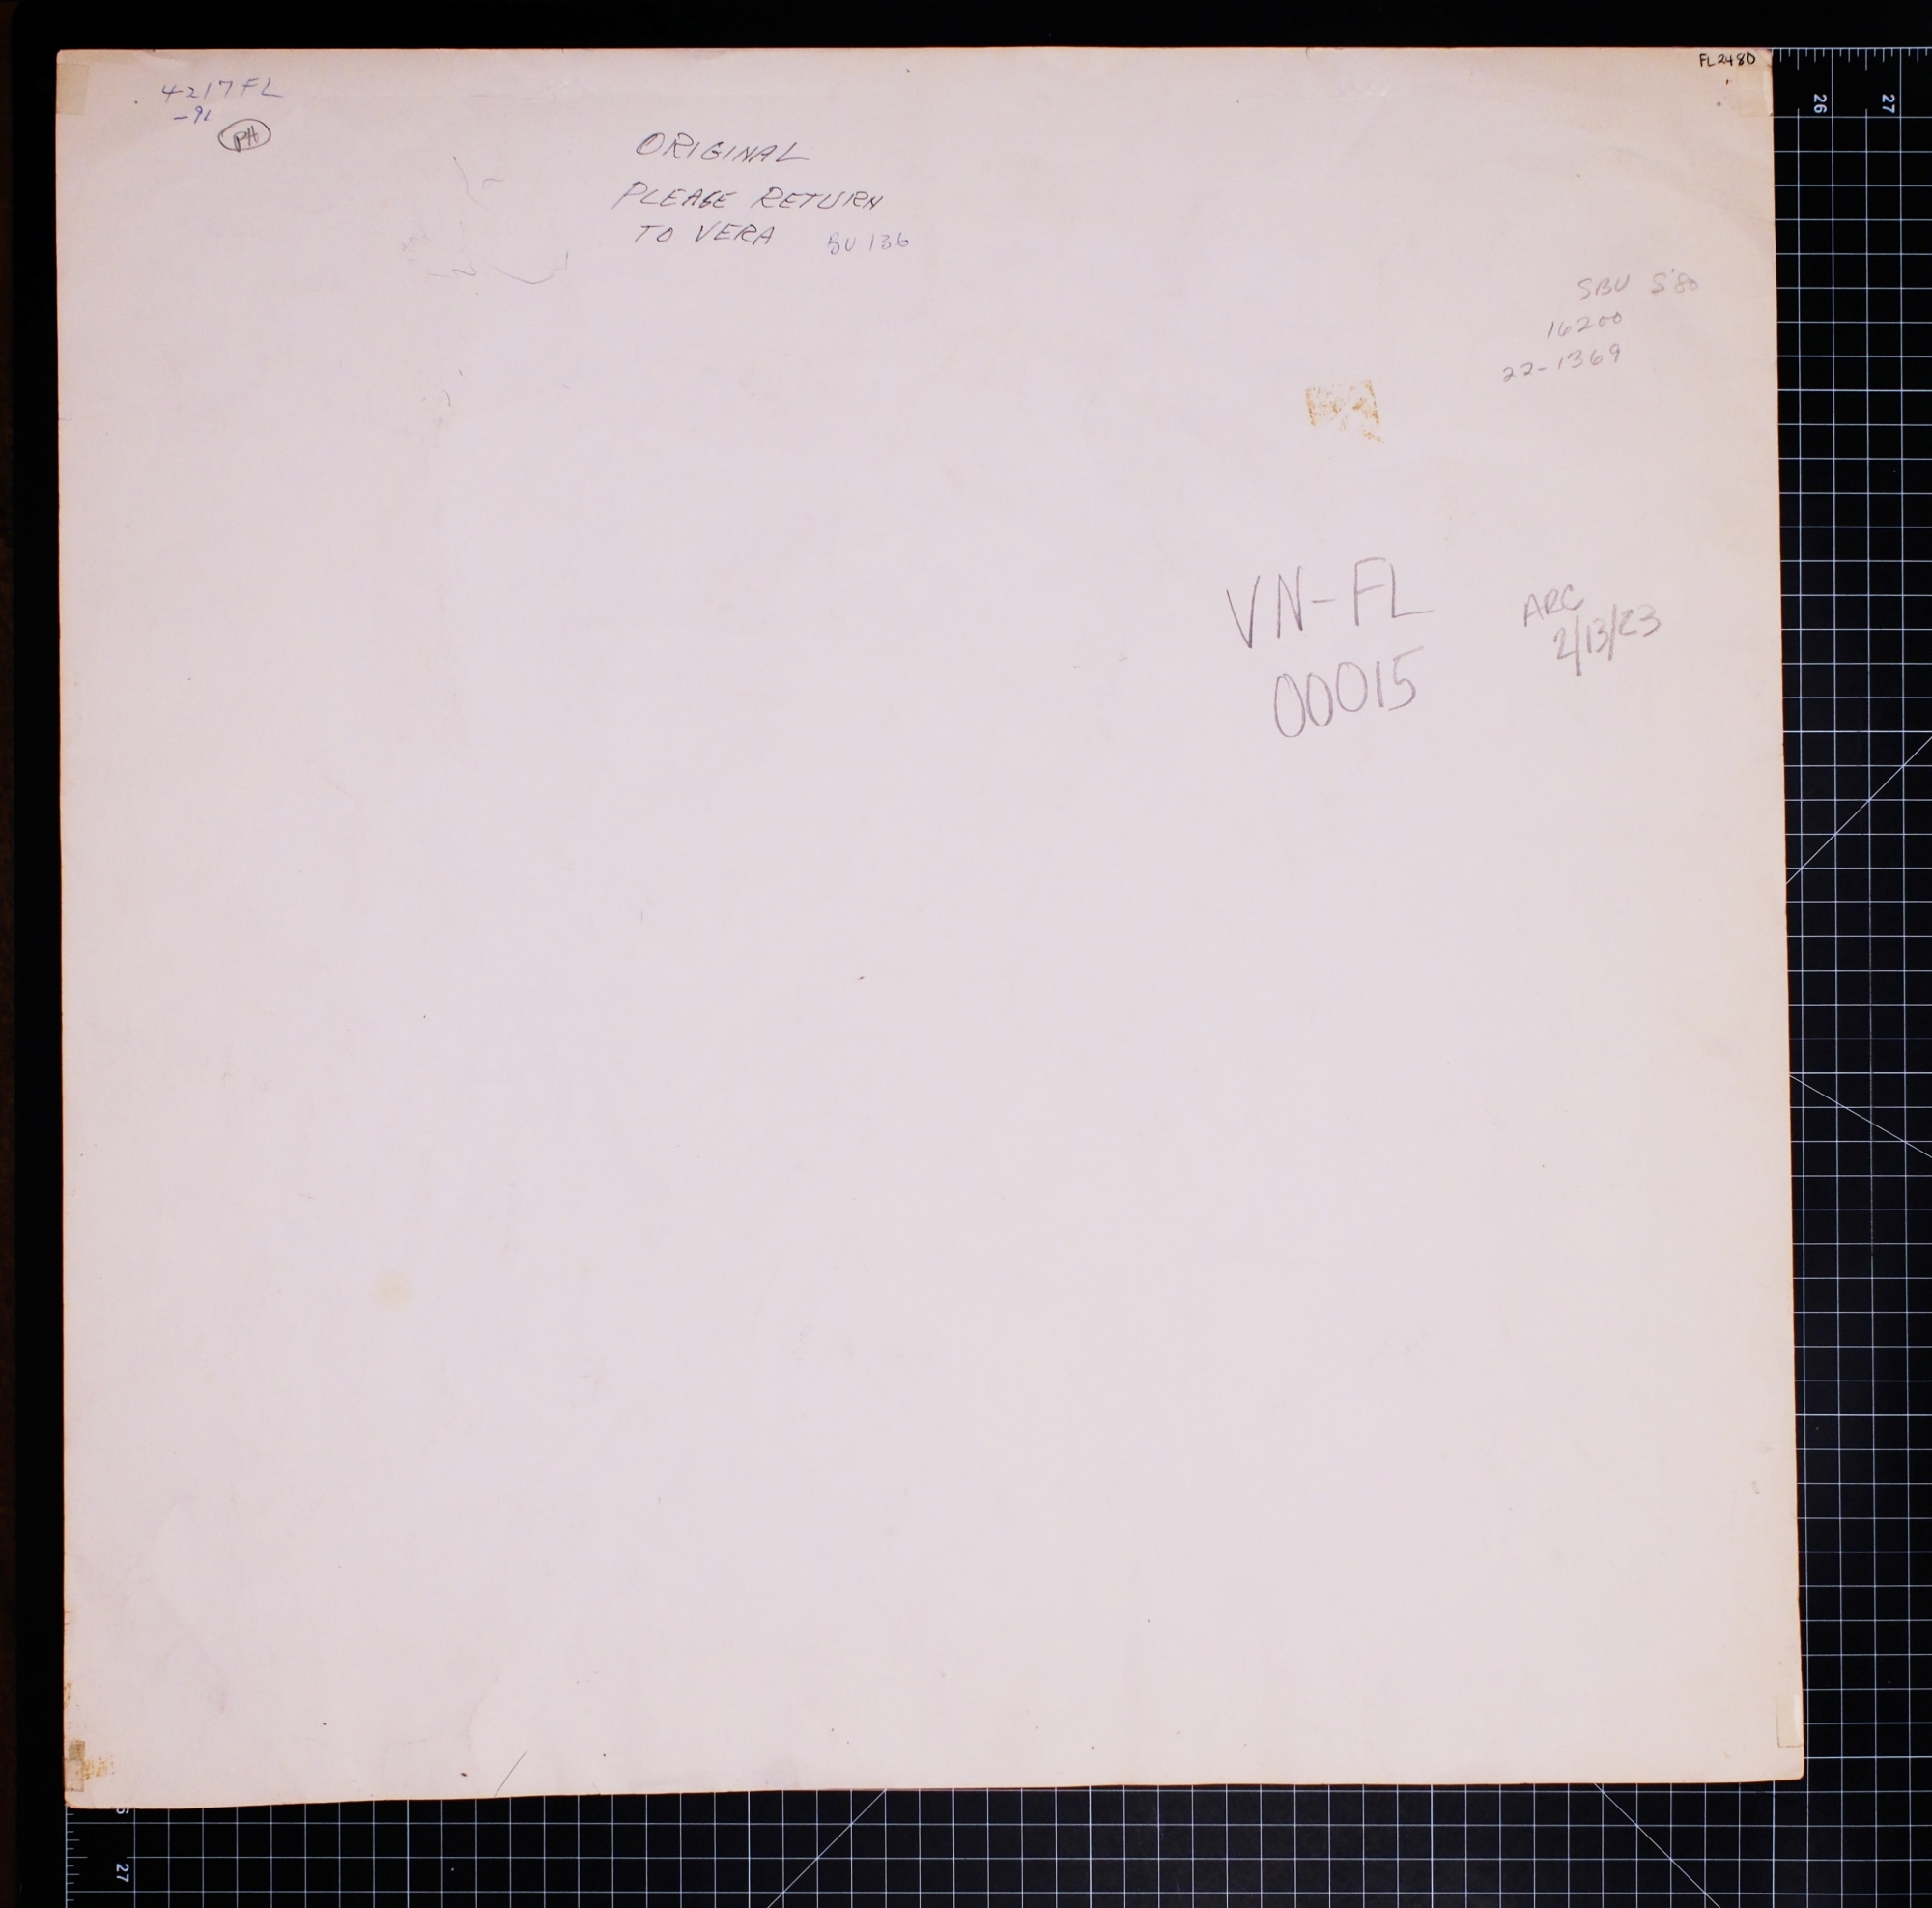 FL2480
4217FL
-91
PH
ORIGINAL
PLEASE RETURN
TO VERA 5U 136
SBU S'80
16200
22-1369
VN-FL
00015
ARC
2/13/23
26
27
27